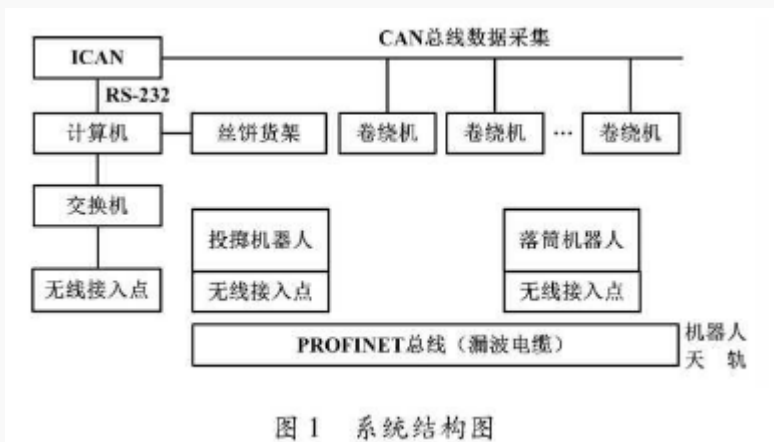 CAN总线数据采集
ICAN
RS-232
计算机
丝饼货架
卷绕机
卷绕机
…
卷绕机
交换机
投掷机器人
落筒机器人
无线接入点
无线接入点
无线接入点
PROFINET总线（漏波电缆）
机器人
天 轨
图 1 系统结构图